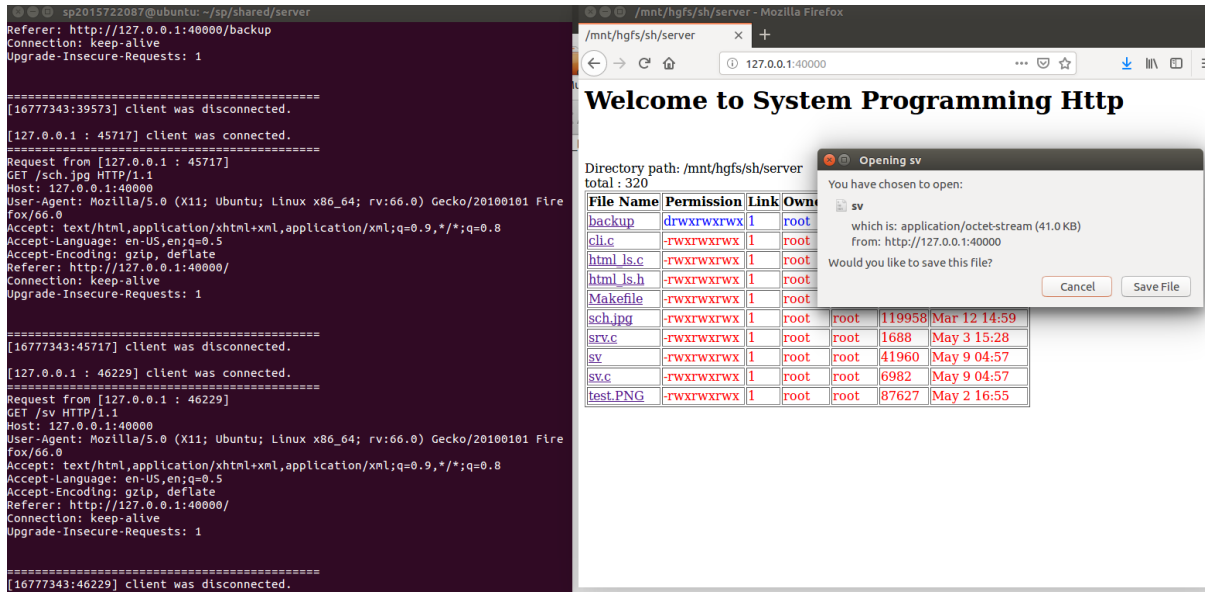 sp2015722087@ubuntu: ~/sp/shared/server
Referer: http://127.0.0.1:40000/backup
Connection: keep-alive
Upgrade-Insecure-Requests: 1
=============================================
[16777343:39573] client was disconnected.
[127.0.0.1 : 45717] client was connected.
=============================================
Request from [127.0.0.1 : 45717]
GET /sch.jpg HTTP/1.1
Host: 127.0.0.1:40000
User-Agent: Mozilla/5.0 (X11; Ubuntu; Linux x86_64; rv:66.0) Gecko/20100101 Fire
fox/66.0
Accept: text/html,application/xhtml+xml,application/xml;q=0.9,*/*;q=0.8
Accept-Language: en-US,en;q=0.5
Accept-Encoding: gzip, deflate
Referer: http://127.0.0.1:40000/
Connection: keep-alive
Upgrade-Insecure-Requests: 1
=============================================
[16777343:45717] client was disconnected.
[127.0.0.1 : 46229] client was connected.
=============================================
Request from [127.0.0.1 : 46229]
GET /sv HTTP/1.1
Host: 127.0.0.1:40000
User-Agent: Mozilla/5.0 (X11; Ubuntu; Linux x86_64; rv:66.0) Gecko/20100101 Fire
fox/66.0
Accept: text/html,application/xhtml+xml,application/xml;q=0.9,*/*;q=0.8
Accept-Language: en-US,en;q=0.5
Accept-Encoding: gzip, deflate
Referer: http://127.0.0.1:40000/
Connection: keep-alive
Upgrade-Insecure-Requests: 1
=============================================
[16777343:46229] client was disconnected.
/mnt/hgfs/sh/server - Mozilla Firefox
/mnt/hgfs/sh/server
127.0.0.1:40000
Welcome to System Programming Http
Directory path: /mnt/hgfs/sh/server
total : 320
File Name Permission Link Owne
backup drwxrwxrwx 1 root
cli.c -rwxrwxrwx 1 root
html_ls.c -rwxrwxrwx 1 root
html_ls.h -rwxrwxrwx 1 root
Makefile -rwxrwxrwx 1 root
sch.jpg -rwxrwxrwx 1 root root 119958 Mar 12 14:59
srv.c -rwxrwxrwx 1 root root 1688 May 3 15:28
sv -rwxrwxrwx 1 root root 41960 May 9 04:57
sv.c -rwxrwxrwx 1 root root 6982 May 9 04:57
test.PNG -rwxrwxrwx 1 root root 87627 May 2 16:55
Opening sv
You have chosen to open:
sv
which is: application/octet-stream (41.0 KB)
from: http://127.0.0.1:40000
Would you like to save this file?
Cancel Save File